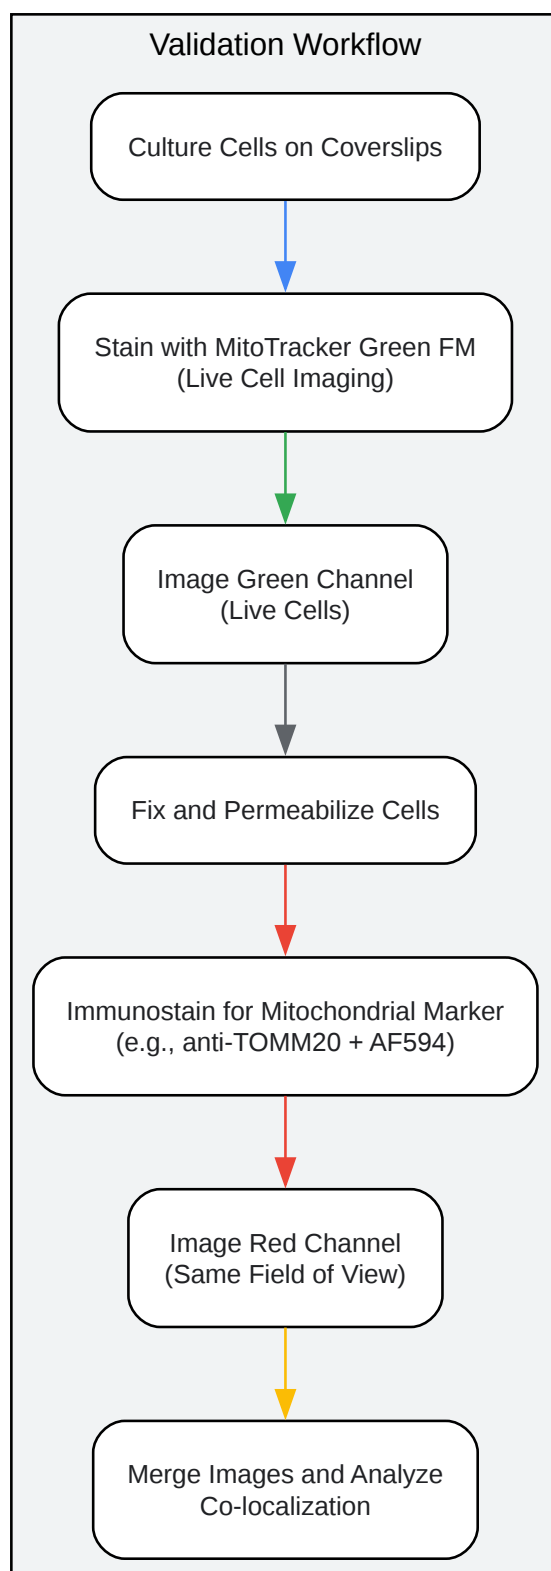 Validation Workflow
Culture Cells on Coverslips
Stain with MitoTracker Green FM
(Live Cell Imaging)
Image Green Channel
(Live Cells)
Fix and Permeabilize Cells
Immunostain for Mitochondrial Marker
(e.g., anti-TOMM20 + AF594)
Image Red Channel
(Same Field of View)
Merge Images and Analyze
Co-localization